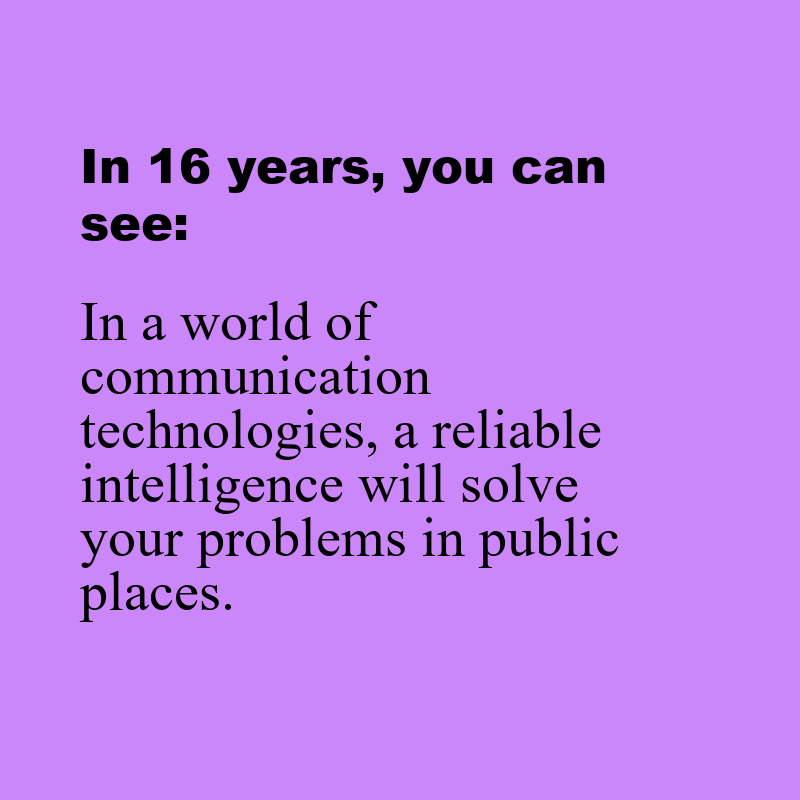 In 16 years, you can
see:
In a world of
communication
technologies, a reliable
intelligence will solve
your problems in public
places.